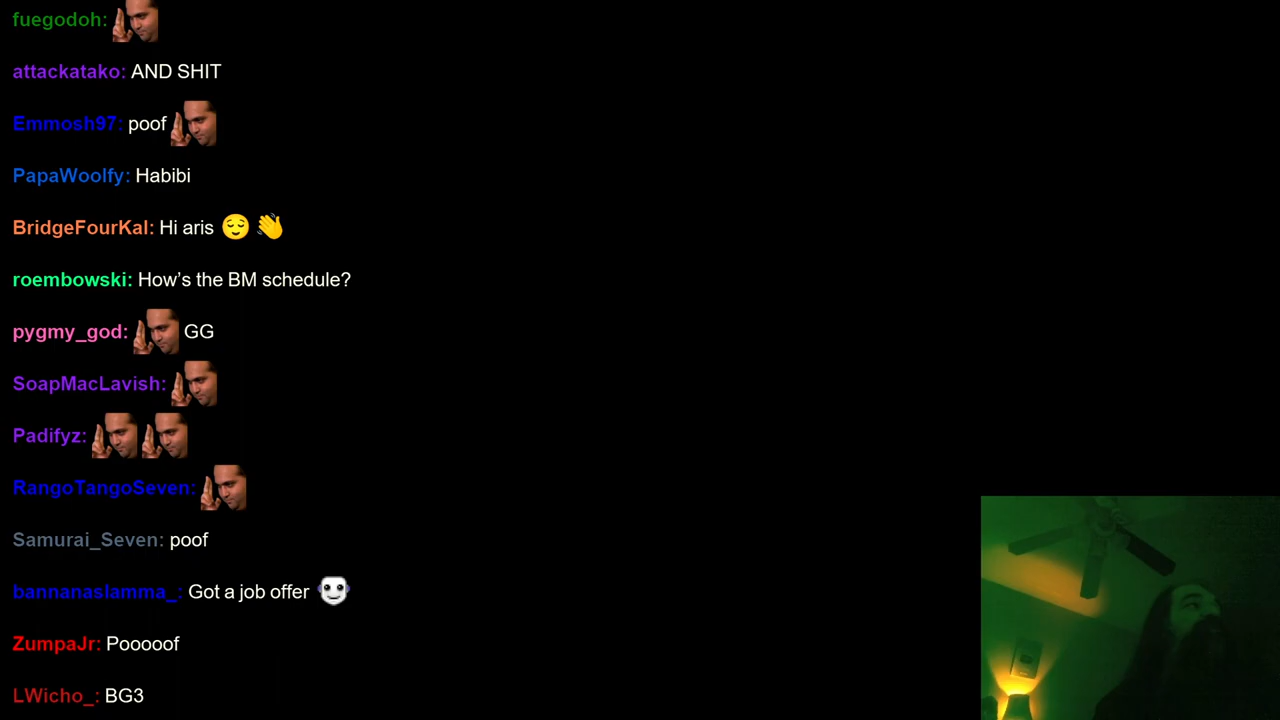 fuegodoh:
attackatako: AND SHIT
Emmosh97: poof
PapaWoolfy: Habibi
BridgeFourKal: Hi aris 😌 👋
roembowski: How’s the BM schedule?
pygmy_god: GG
SoapMacLavish:
Padifyz:
RangoTangoSeven:
Samurai_Seven: poof
bannanaslamma_: Got a job offer
ZumpaJr: Pooooof
LWicho_: BG3